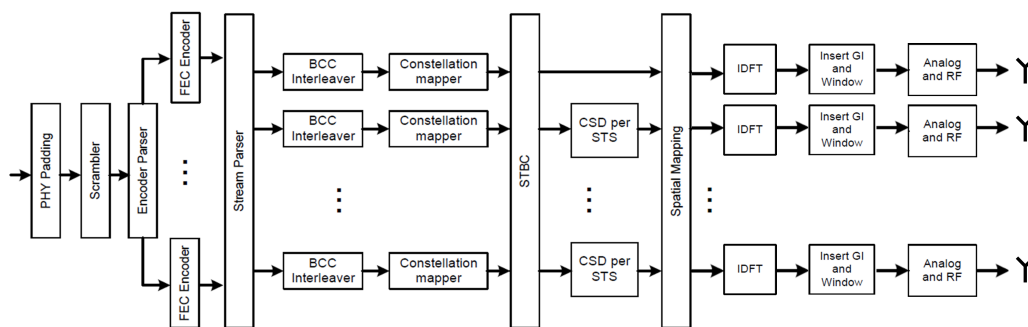 PHY Padding
Scrambler
Encoder Parser
FEC Encoder
FEC Encoder
Stream Parser
BCC
Interleaver
Constellation
mapper
BCC
Interleaver
Constellation
mapper
BCC
Interleaver
Constellation
mapper
STBC
CSD per
STS
CSD per
STS
Spatial Mapping
IDFT
Insert GI
and
Window
Analog
and RF
IDFT
Insert GI
and
Window
Analog
and RF
IDFT
Insert GI
and
Window
Analog
and RF